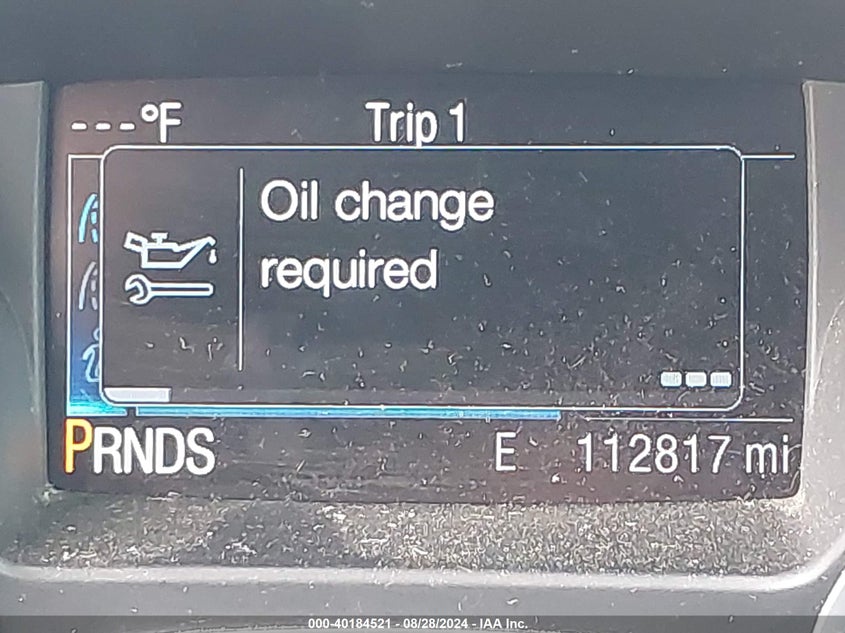 ---°F Trip 1
Oil change
required
PRNDS E 112817 mi
000-40184521 - 08/28/2024 - IAA Inc.